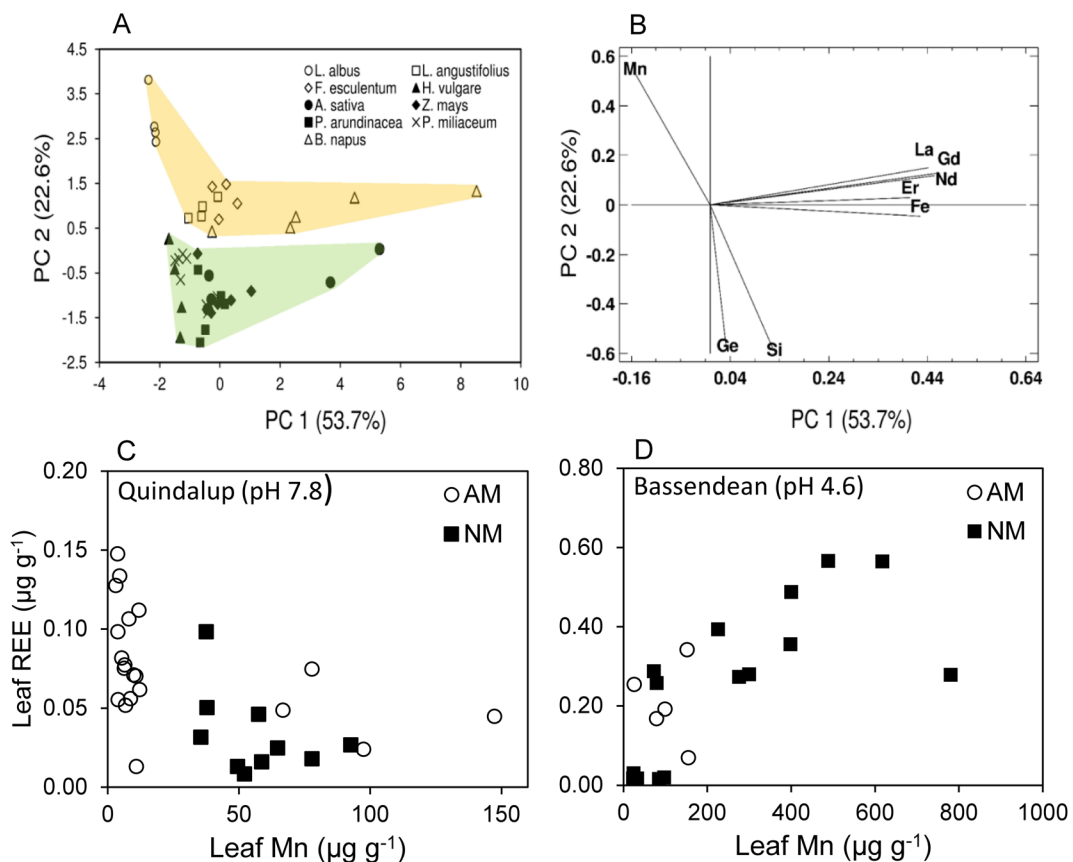 A
4.5
3.5
2.5
1.5
0.5
-0.5
-1.5
-2.5
PC 2 (22.6%)
L. albus
L. angustifolius
F. esculentum
H. vulgare
A. sativa
Z. mays
P. arundinacea
P. miliaceum
B. napus
-4
-2
0
2
4
6
8
10
PC 1 (53.7%)
B
0.6
0.4
0.2
0
-0.2
-0.4
-0.6
PC 2 (22.6%)
Mn
La
Gd
Nd
Er
Fe
Ge
Si
-0.16
0.04
0.24
0.44
0.64
PC 1 (53.7%)
C
0.20
0.15
0.10
0.05
0.00
Leaf REE (µg g-1)
Quindalup (pH 7.8)
AM
NM
0
50
100
150
Leaf Mn (µg g-1)
D
0.80
0.60
0.40
0.20
0.00
Bassendean (pH 4.6)
AM
NM
0
200
400
600
800
1000
Leaf Mn (µg g-1)